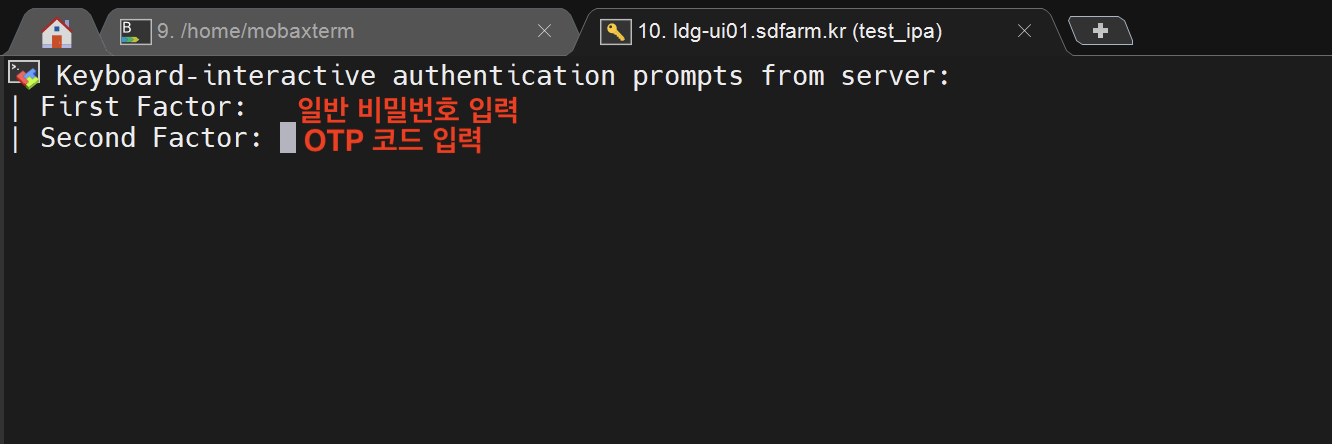 9. /home/mobaxterm
10. ldg-ui01.sdfarm.kr (test_ipa)
Keyboard-interactive authentication prompts from server:
| First Factor: 일반 비밀번호 입력
| Second Factor: OTP 코드 입력